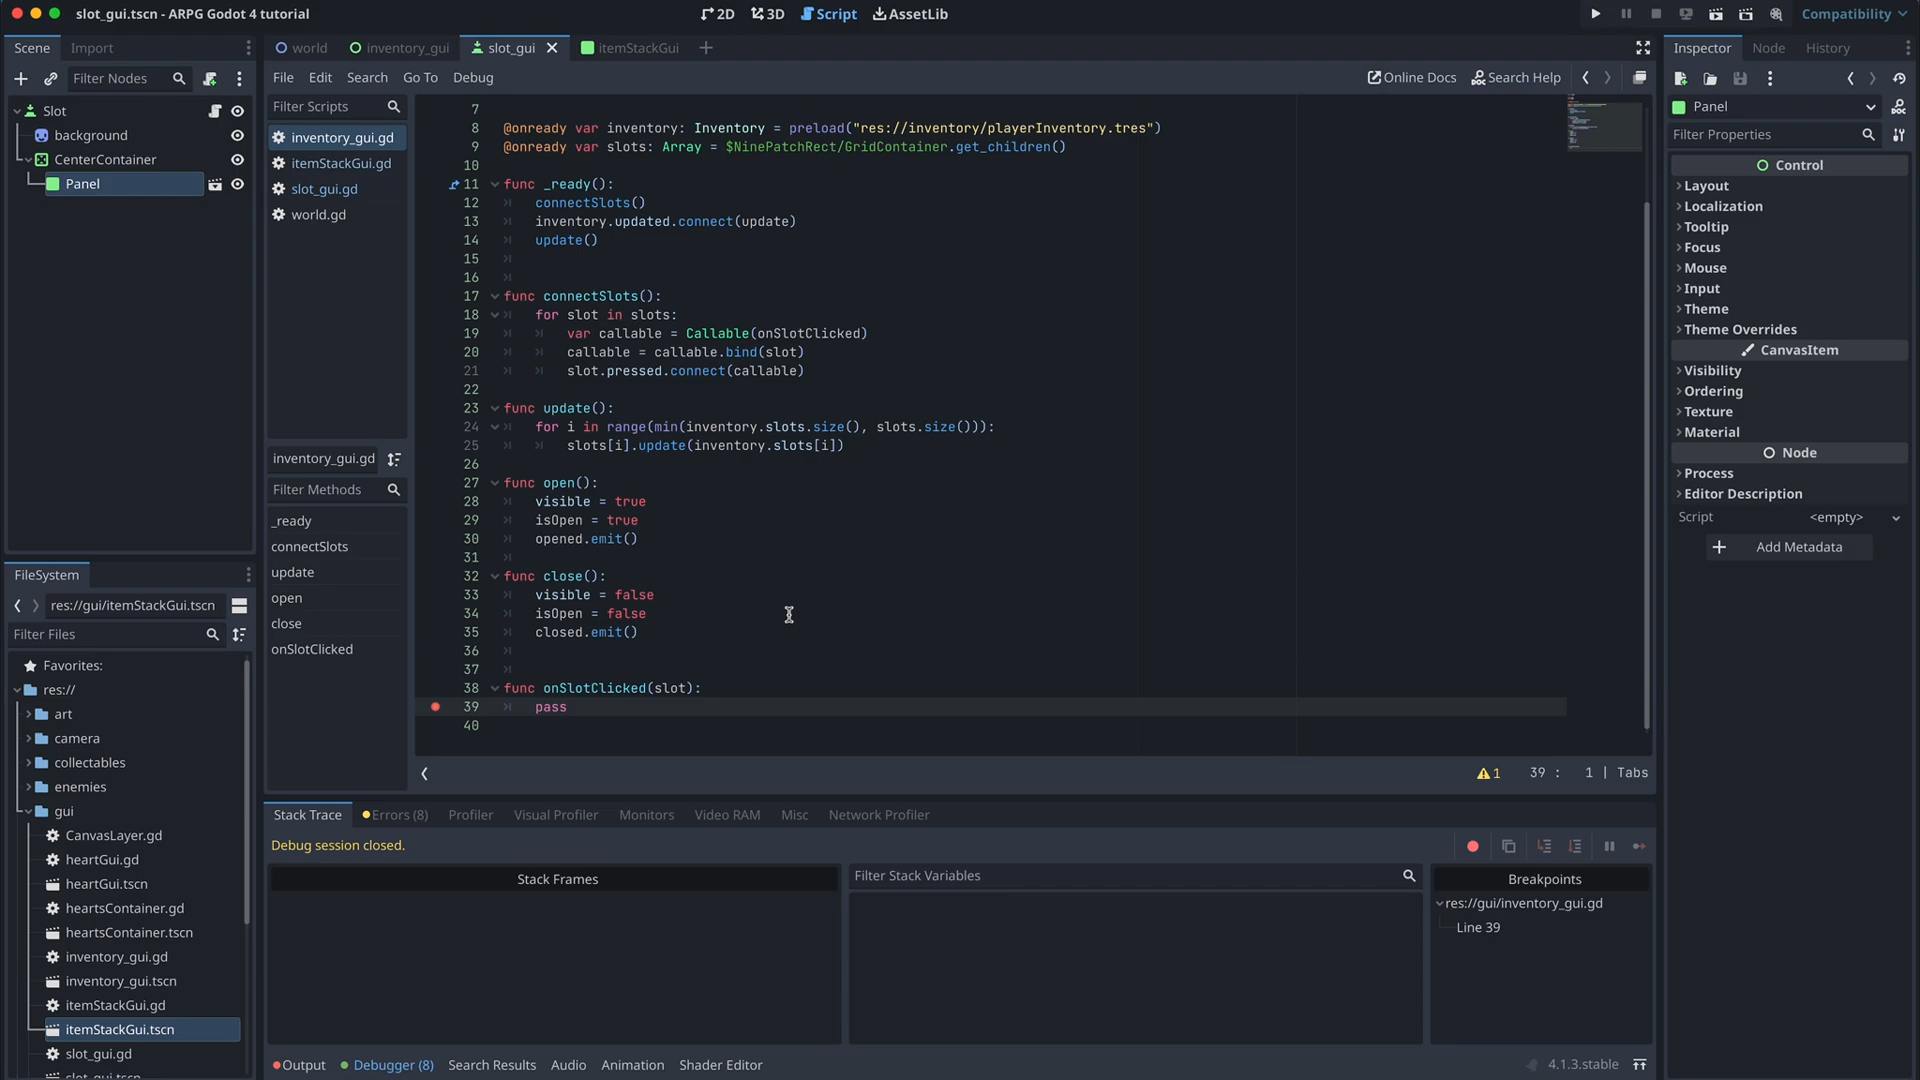 slot_gui.tscn - ARPG Godot 4 tutorial
2D 3D Script AssetLib
Compatibility
Scene Import
Filter Nodes
Slot
background
CenterContainer
Panel
FileSystem
res://gui/itemStackGui.tscn
Filter Files
Favorites:
res://
art
camera
collectables
enemies
gui
CanvasLayer.gd
heartGui.gd
heartGui.tscn
heartsContainer.gd
heartsContainer.tscn
inventory_gui.gd
inventory_gui.tscn
itemStackGui.gd
itemStackGui.tscn
slot_gui.gd
slot_gui.tscn
world inventory_gui slot_gui itemStackGui
File Edit Search Go To Debug
Online Docs Search Help
Filter Scripts
inventory_gui.gd
itemStackGui.gd
slot_gui.gd
world.gd
inventory_gui.gd
Filter Methods
_ready
connectSlots
update
open
close
onSlotClicked
7
8 @onready var inventory: Inventory = preload("res://inventory/playerInventory.tres")
9 @onready var slots: Array = $NinePatchRect/GridContainer.get_children()
10
11 func _ready():
12 connectSlots()
13 inventory.updated.connect(update)
14 update()
15
16
17 func connectSlots():
18 for slot in slots:
19 var callable = Callable(onSlotClicked)
20 callable = callable.bind(slot)
21 slot.pressed.connect(callable)
22
23 func update():
24 for i in range(min(inventory.slots.size(), slots.size())):
25 slots[i].update(inventory.slots[i])
26
27 func open():
28 visible = true
29 isOpen = true
30 opened.emit()
31
32 func close():
33 visible = false
34 isOpen = false
35 closed.emit()
36
37
38 func onSlotClicked(slot):
39 pass
40
1 39 : 1 | Tabs
Stack Trace Errors (8) Profiler Visual Profiler Monitors Video RAM Misc Network Profiler
Debug session closed.
Stack Frames
Filter Stack Variables
Breakpoints
res://gui/inventory_gui.gd
Line 39
Output Debugger (8) Search Results Audio Animation Shader Editor
4.1.3.stable
Inspector Node History
Panel
Filter Properties
Control
Layout
Localization
Tooltip
Focus
Mouse
Input
Theme
Theme Overrides
CanvasItem
Visibility
Ordering
Texture
Material
Node
Process
Editor Description
Script <empty>
Add Metadata